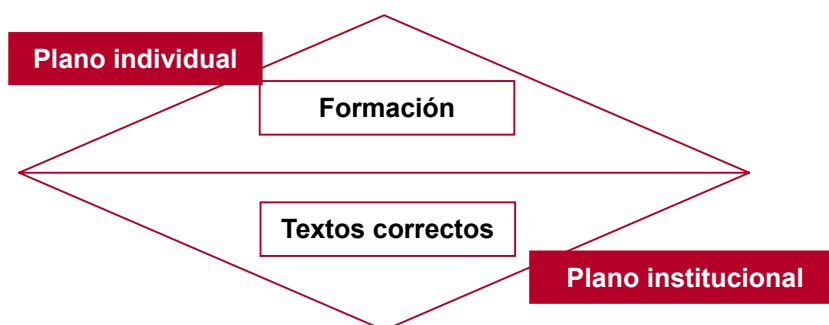 Plano individual
Formación
Textos correctos
Plano institucional